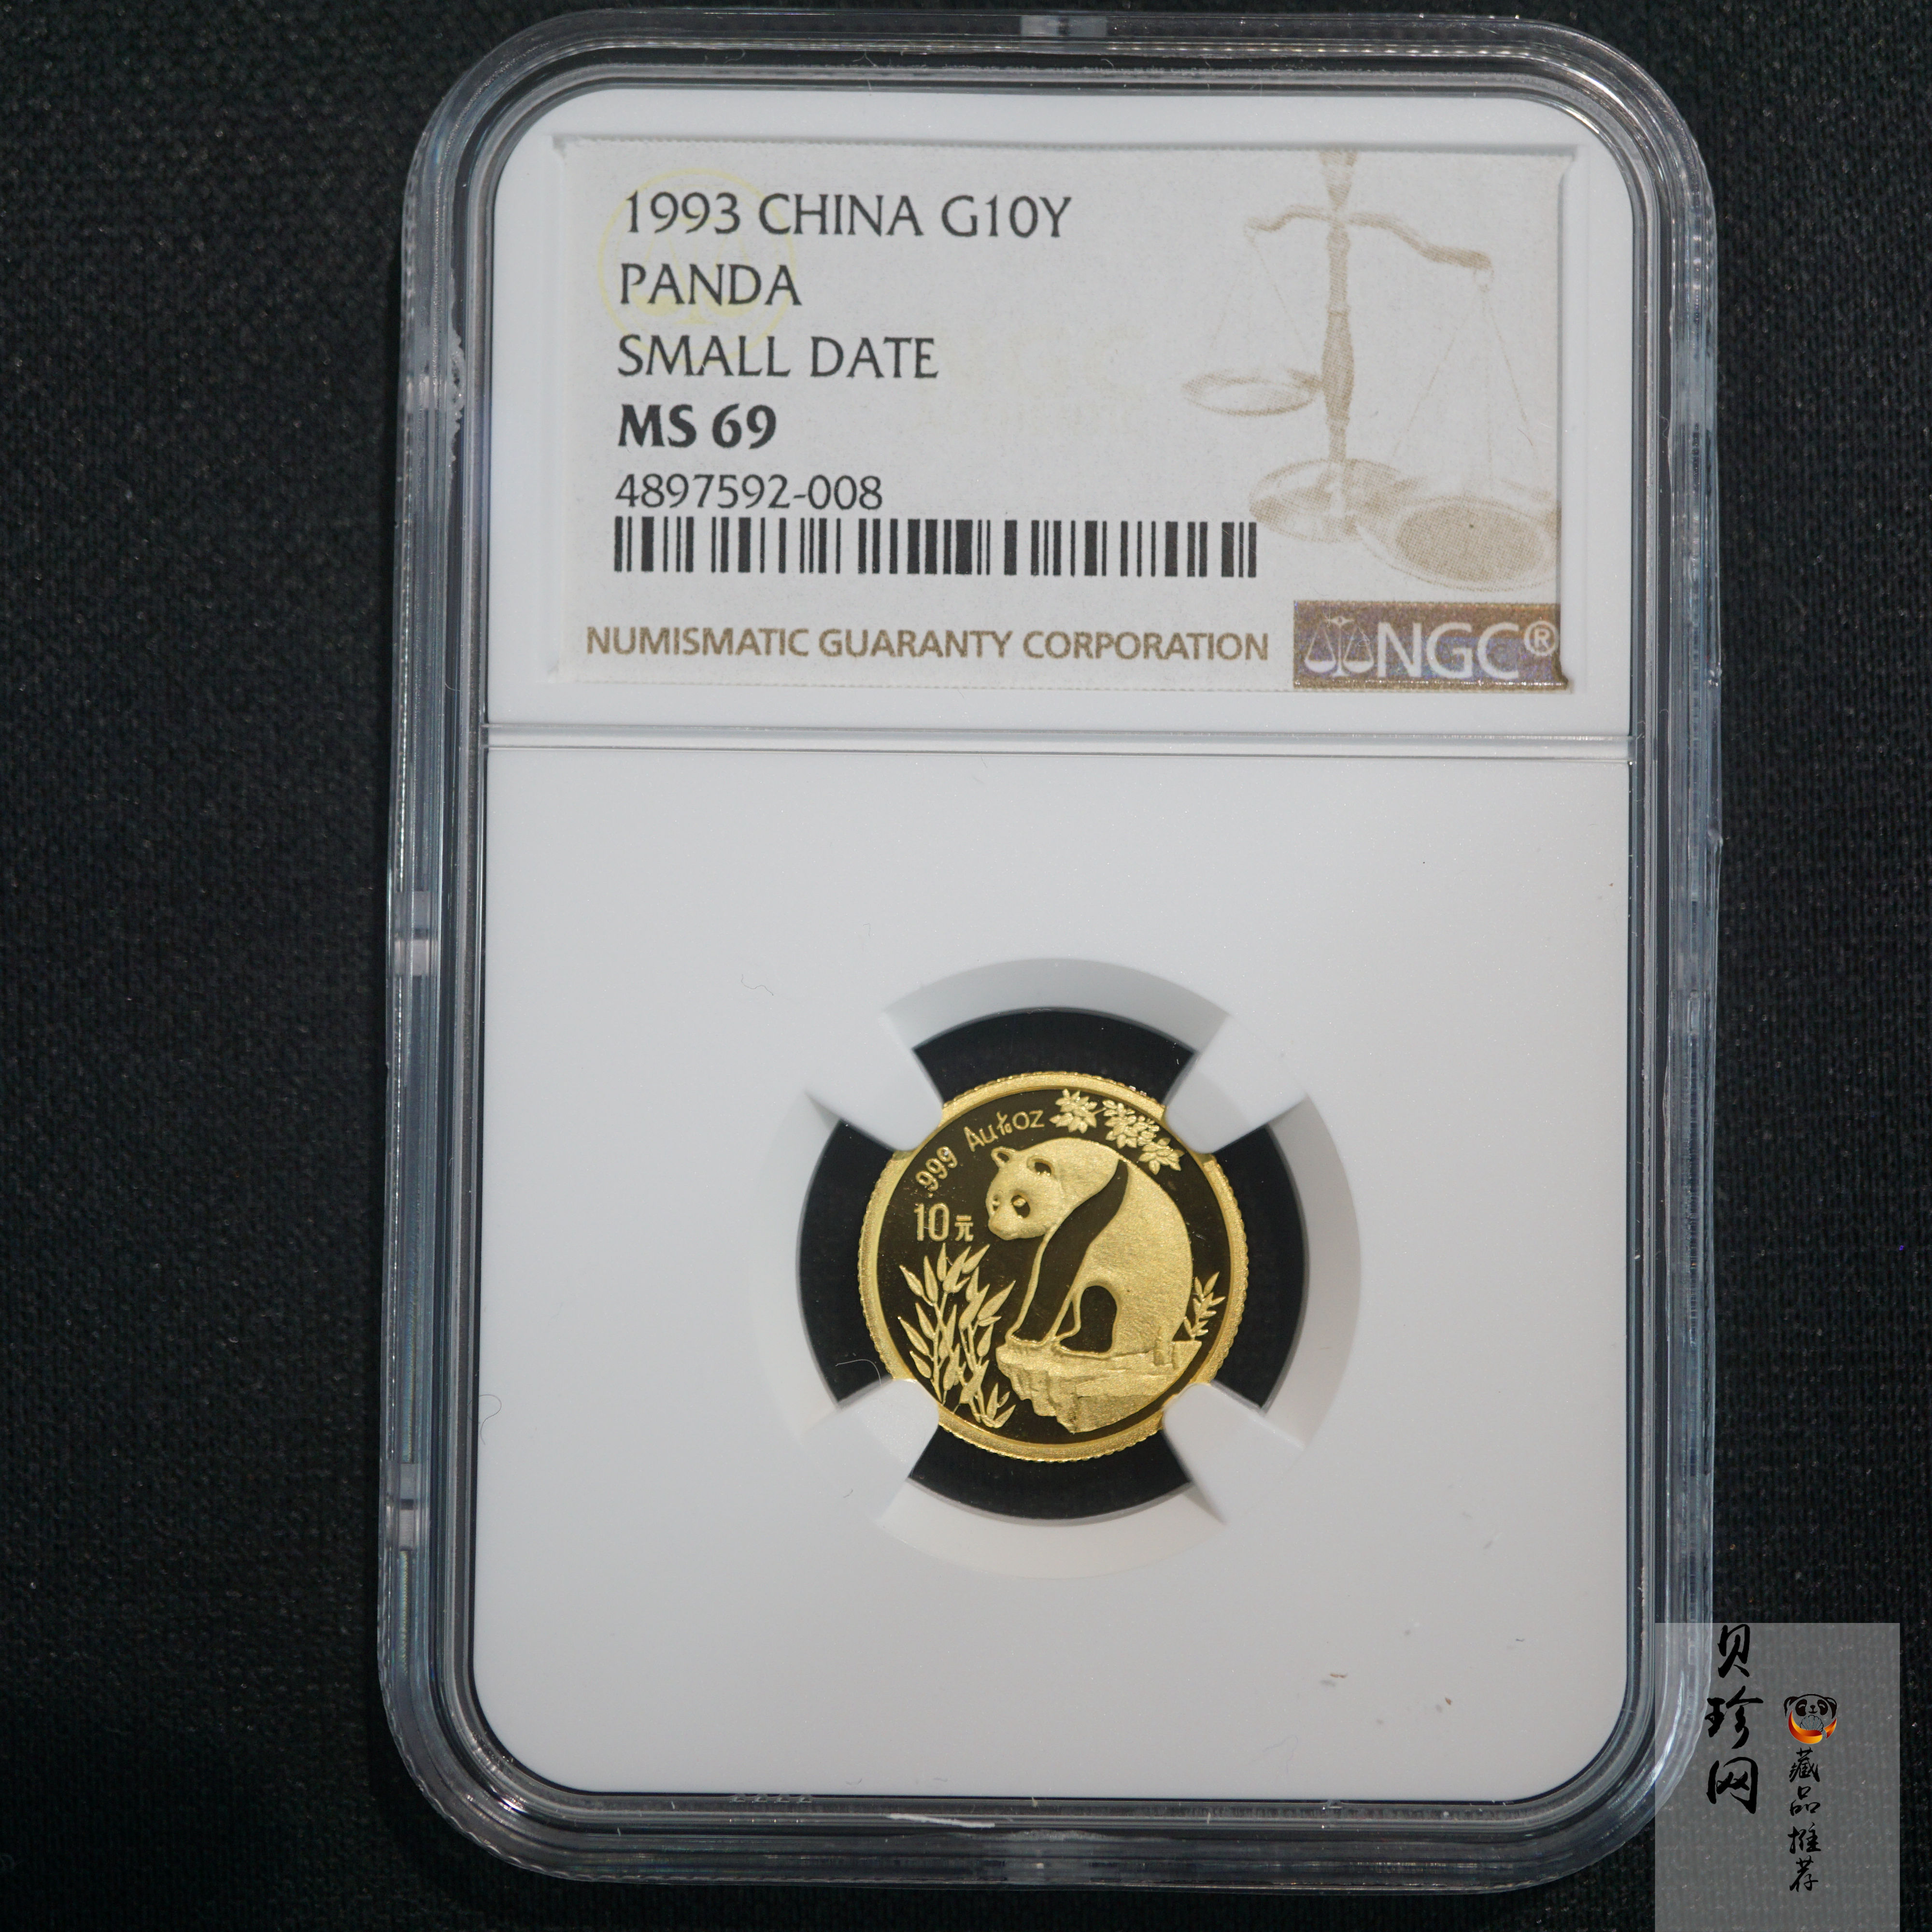 1993 CHINA G10Y
PANDA
SMALL DATE
MS 69
4897592-008
NUMISMATIC GUARANTY CORPORATION
NGC®
.999 Au 1/10 OZ
10元
贝珍网
藏品推荐